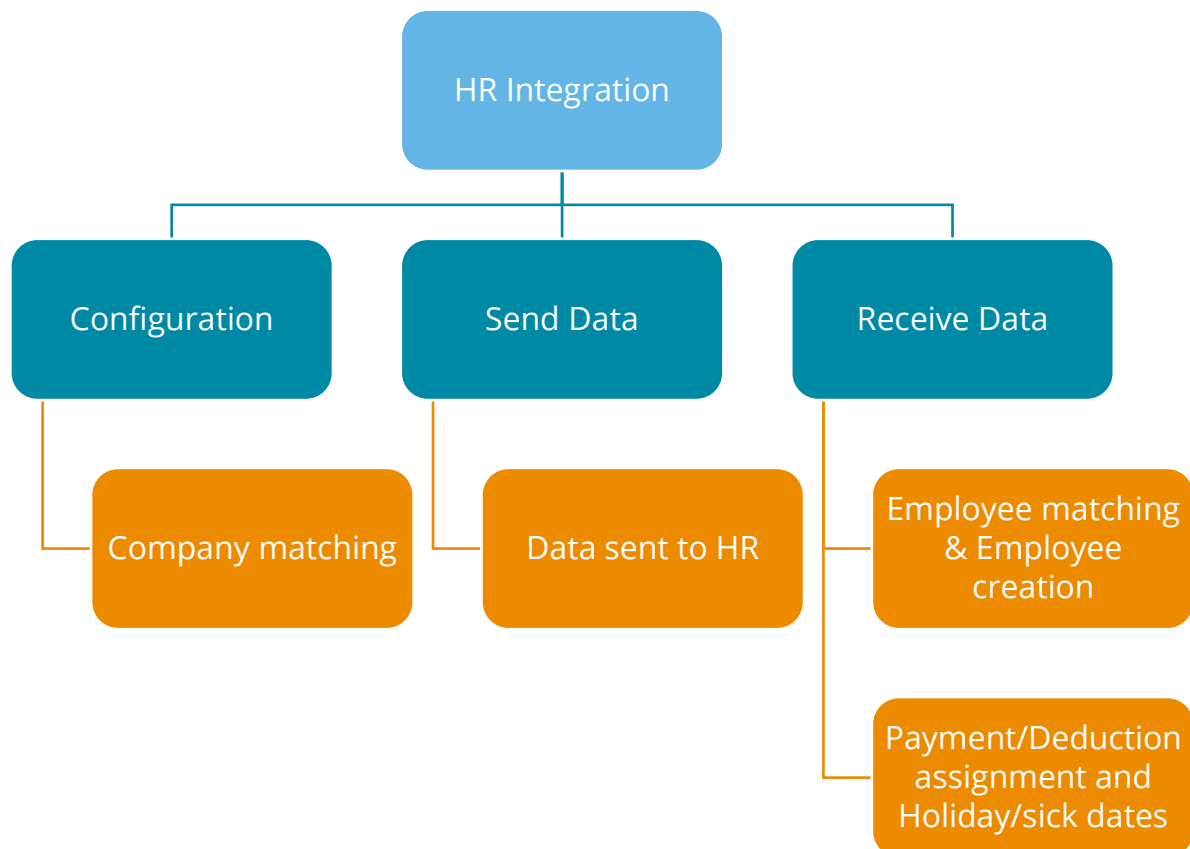 HR Integration
Configuration
Send Data
Receive Data
Company matching
Data sent to HR
Employee matching
& Employee
creation
Payment/Deduction
assignment and
Holiday/sick dates